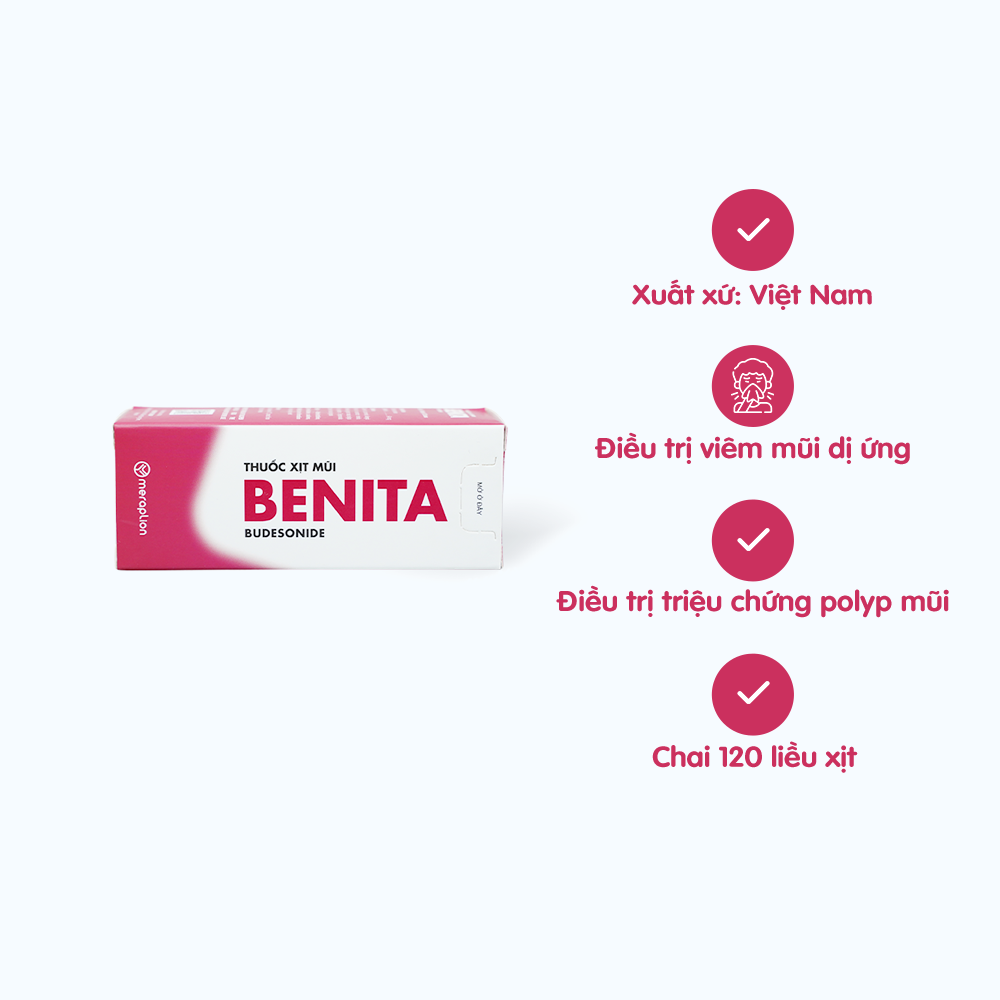 meraption
THUỐC XỊT MŨI
BENITA
BUDESONIDE
MỞ Ở ĐÂY
Xuất xứ: Việt Nam
Điều trị viêm mũi dị ứng
Điều trị triệu chứng polyp mũi
Chai 120 liều xịt